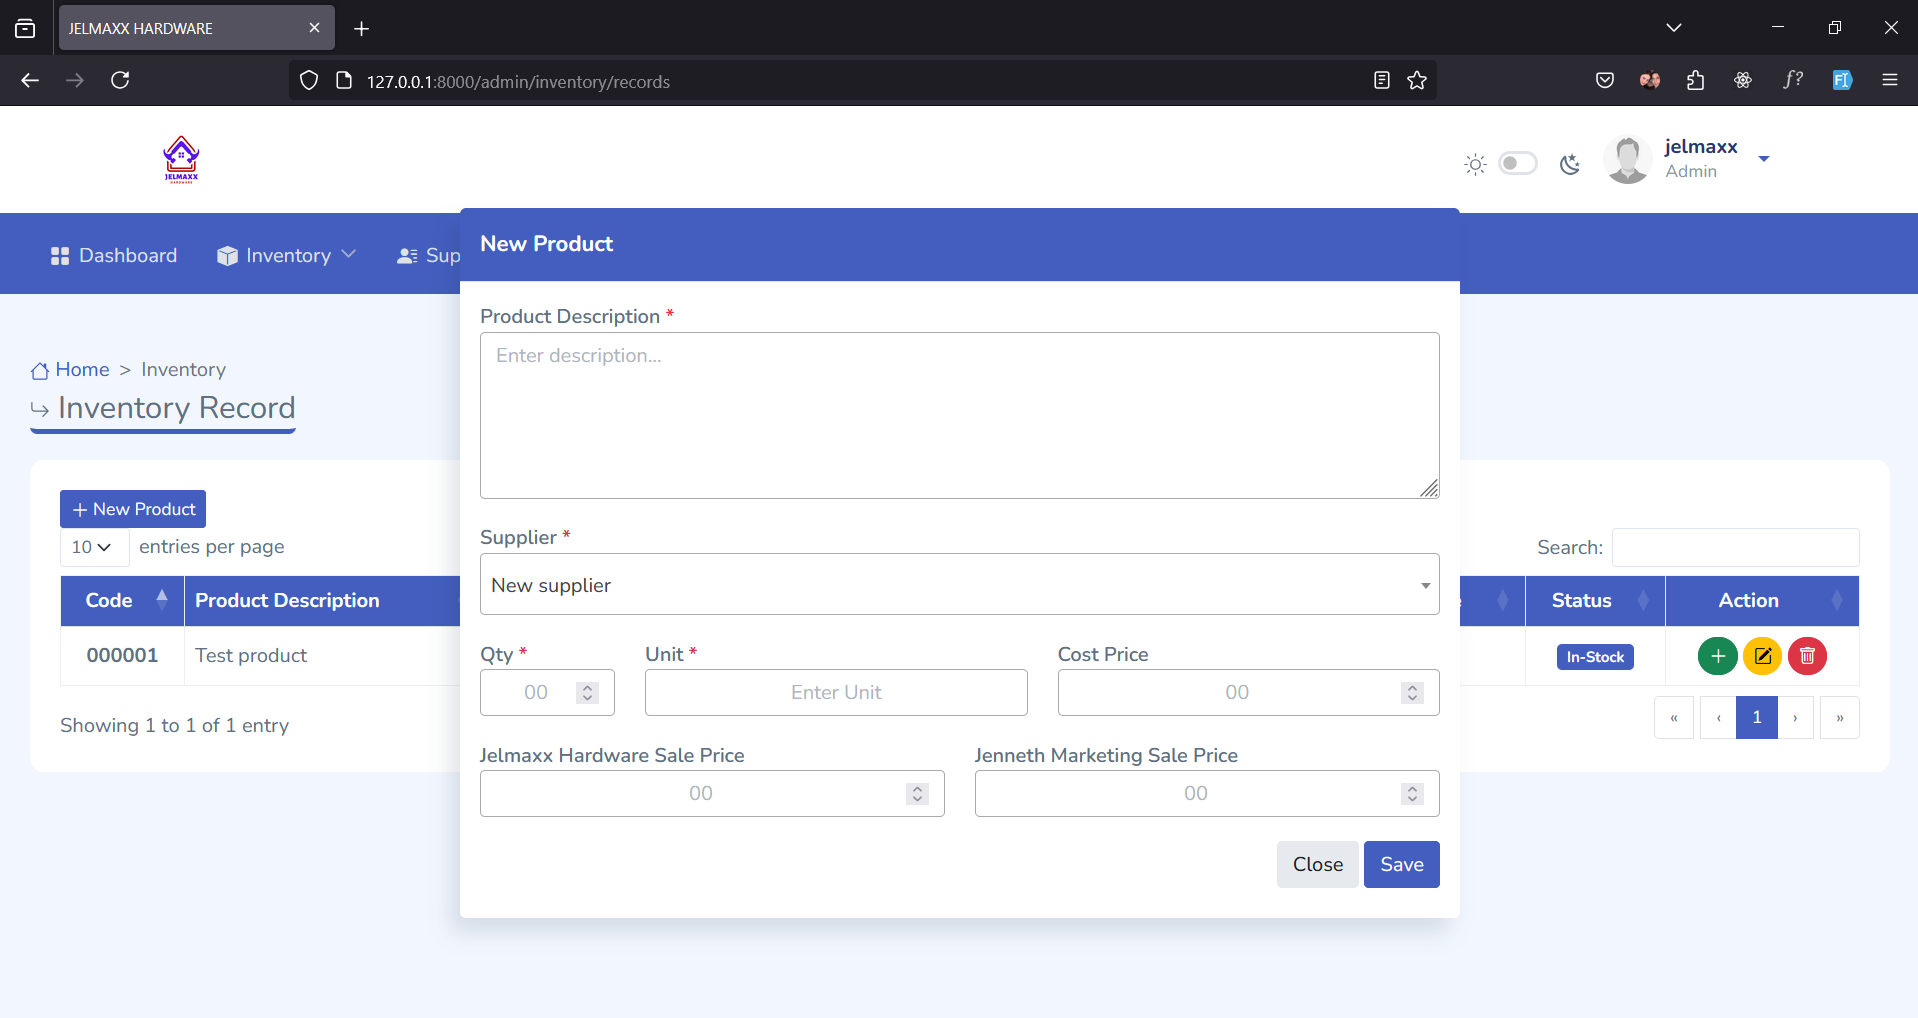 JELMAXX HARDWARE
127.0.0.1:8000/admin/inventory/records
JELMAXX
HARDWARE
jelmaxx
Admin
Dashboard
Inventory
Sup
New Product
Product Description *
Enter description...
Home > Inventory
Inventory Record
+ New Product
10 entries per page
Search:
Supplier *
New supplier
Code
Product Description
Status
Action
000001
Test product
In-Stock
Qty *
Unit *
Cost Price
00
Enter Unit
00
Showing 1 to 1 of 1 entry
« ‹ 1 › »
Jelmaxx Hardware Sale Price
Jenneth Marketing Sale Price
00
00
Close
Save